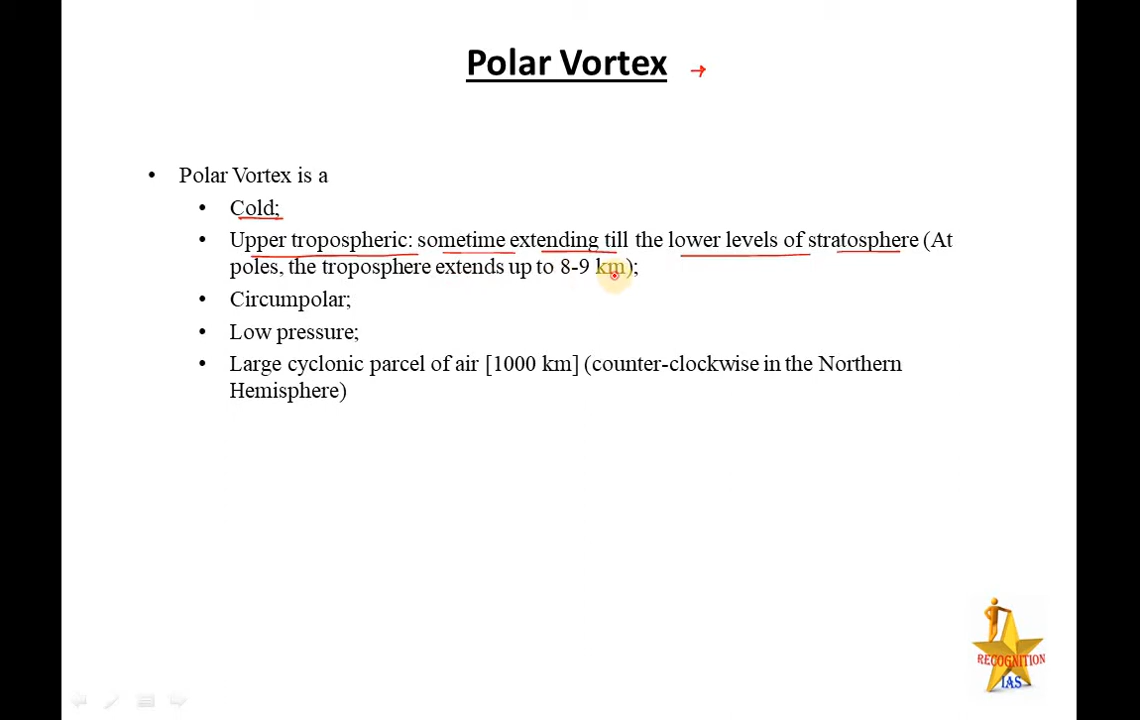 Polar Vortex
• Polar Vortex is a
• Cold;
• Upper tropospheric: sometime extending till the lower levels of stratosphere (At
poles, the troposphere extends up to 8-9 km);
• Circumpolar;
• Low pressure;
• Large cyclonic parcel of air [1000 km] (counter-clockwise in the Northern
Hemisphere)
RECOGNITION
IAS